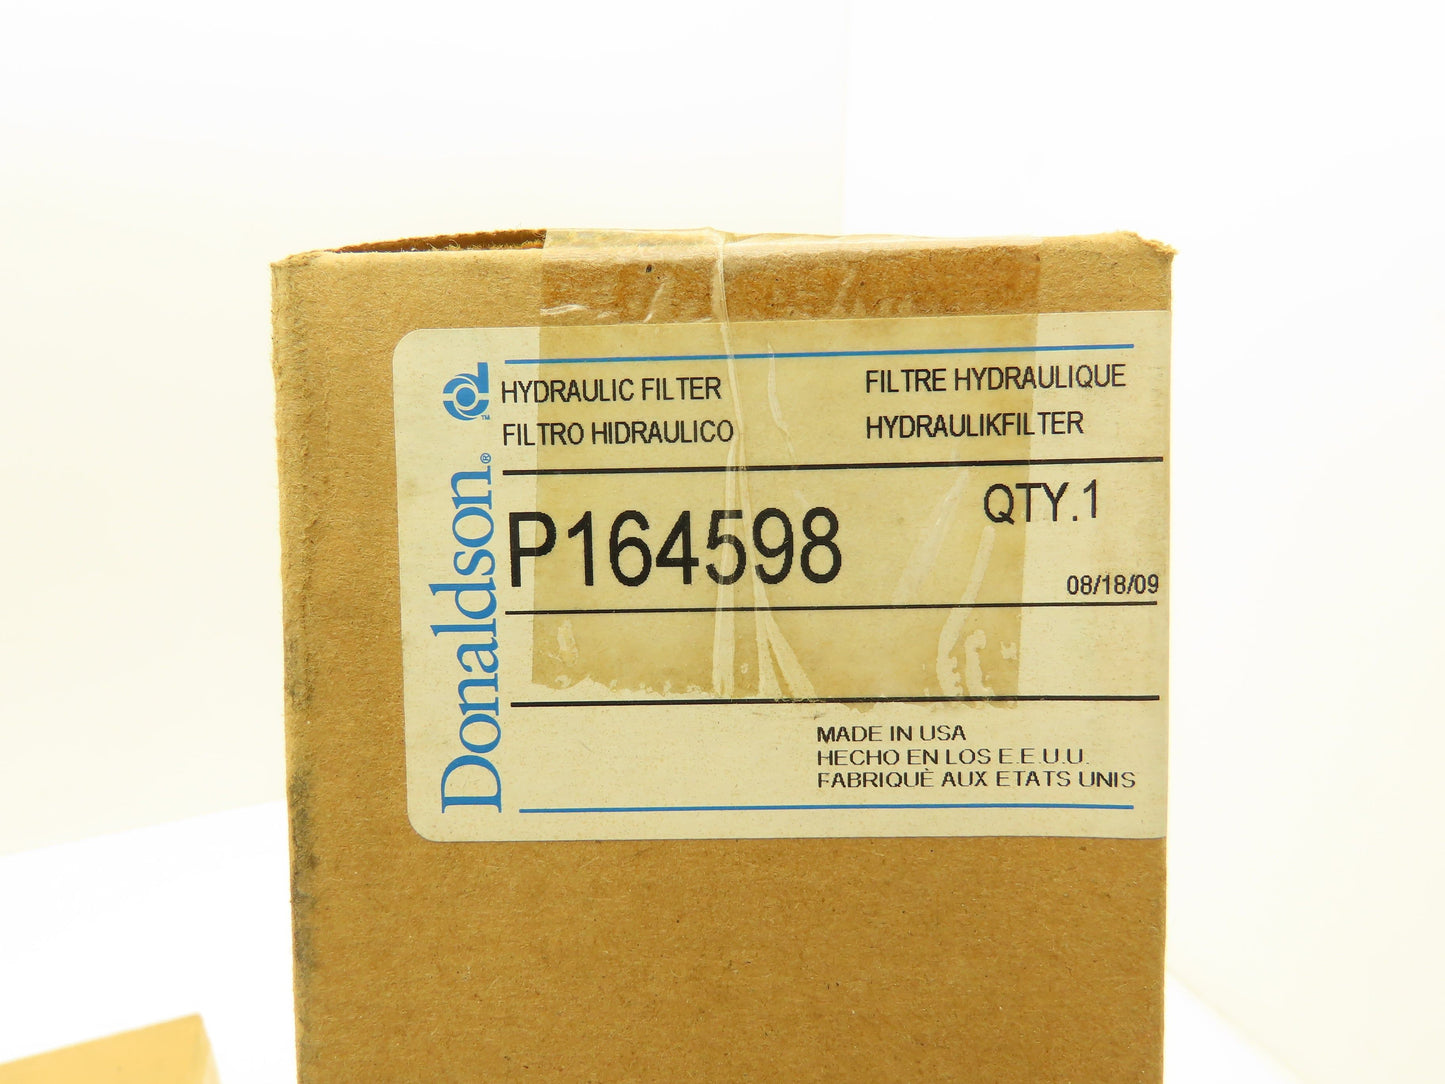 Donaldson®
™
HYDRAULIC FILTER
FILTRO HIDRAULICO
FILTRE HYDRAULIQUE
HYDRAULIKFILTER
P164598
QTY.1
08/18/09
MADE IN USA
HECHO EN LOS E.E.U.U.
FABRIQUÈ AUX ETATS UNIS